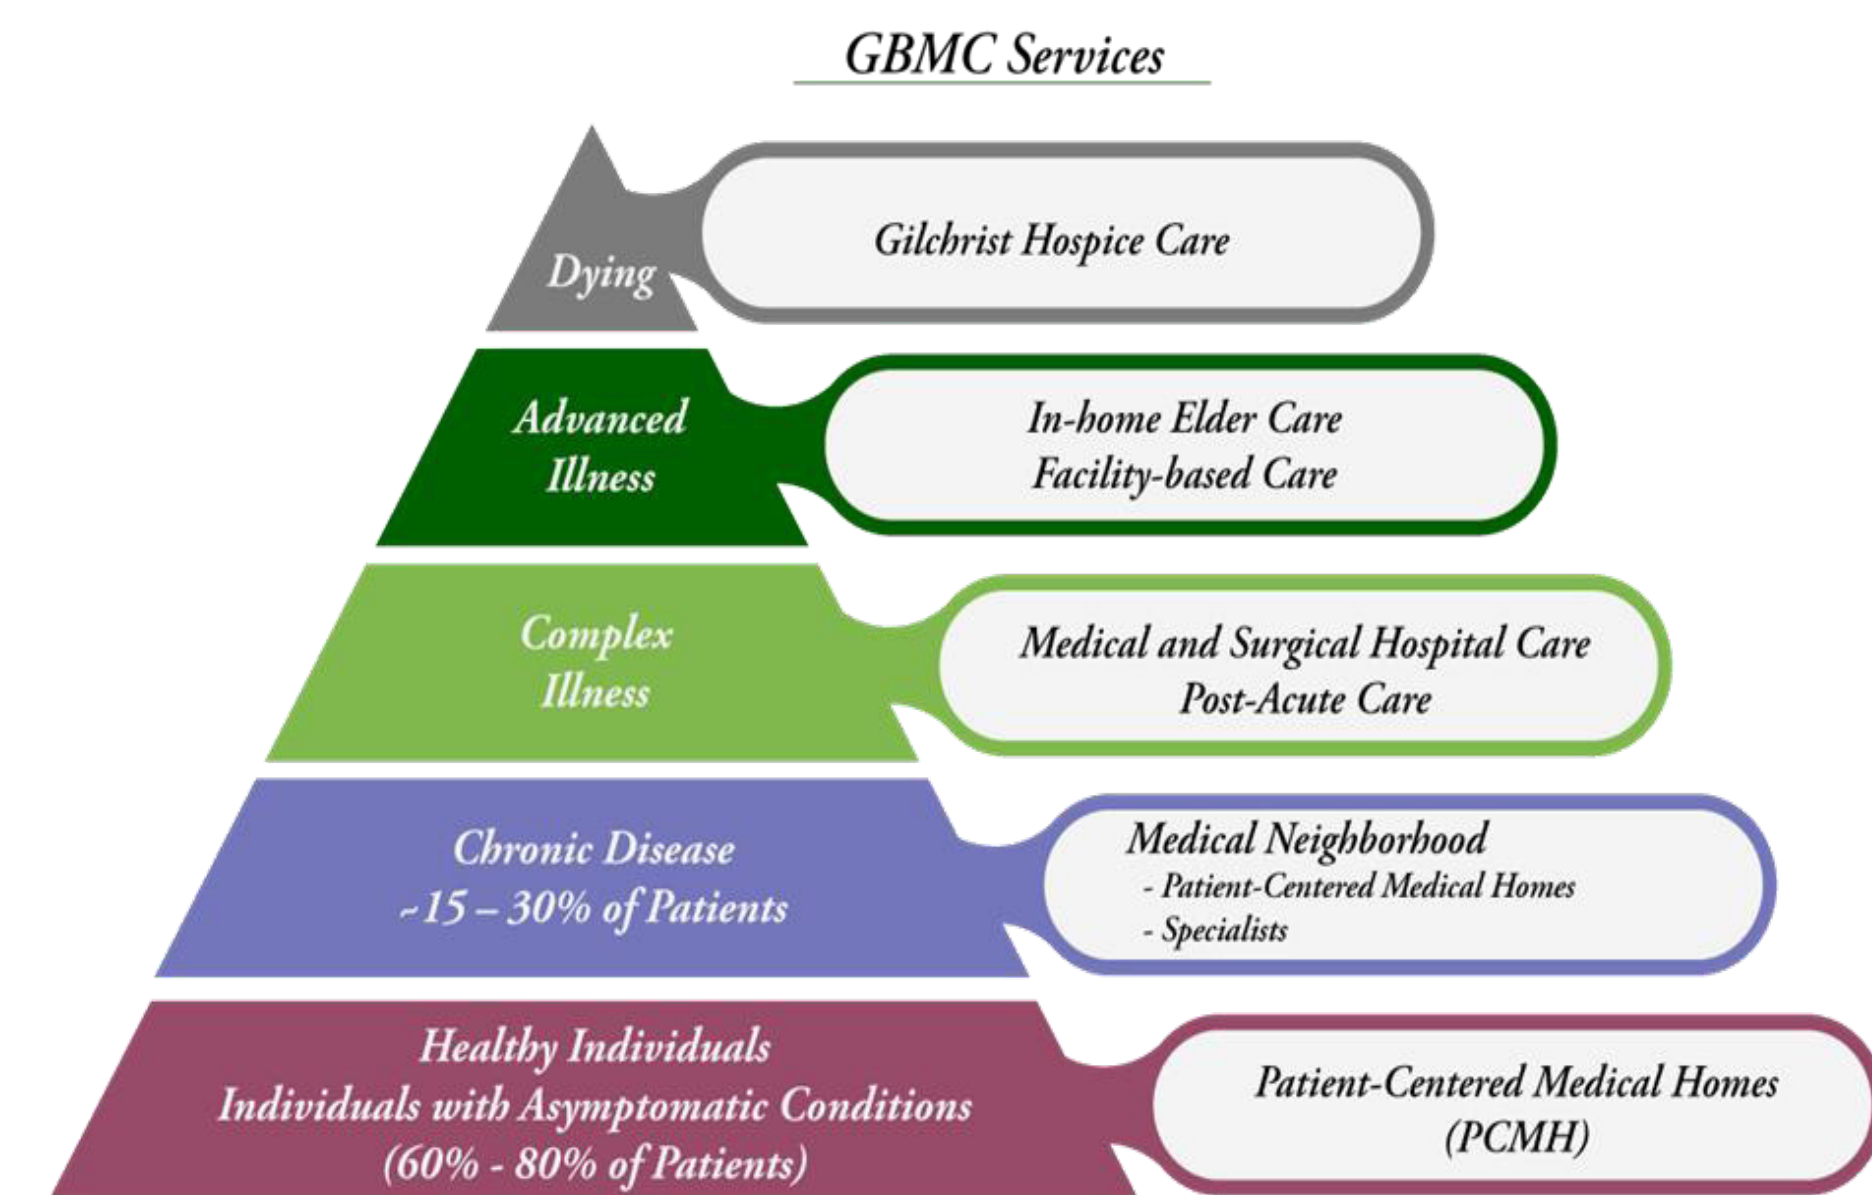 GBMC Services
Dying
Gilchrist Hospice Care
Advanced
Illness
In-home Elder Care
Facility-based Care
Complex
Illness
Medical and Surgical Hospital Care
Post-Acute Care
Chronic Disease
~15 – 30% of Patients
Medical Neighborhood
- Patient-Centered Medical Homes
- Specialists
Healthy Individuals
Individuals with Asymptomatic Conditions
(60% - 80% of Patients)
Patient-Centered Medical Homes
(PCMH)